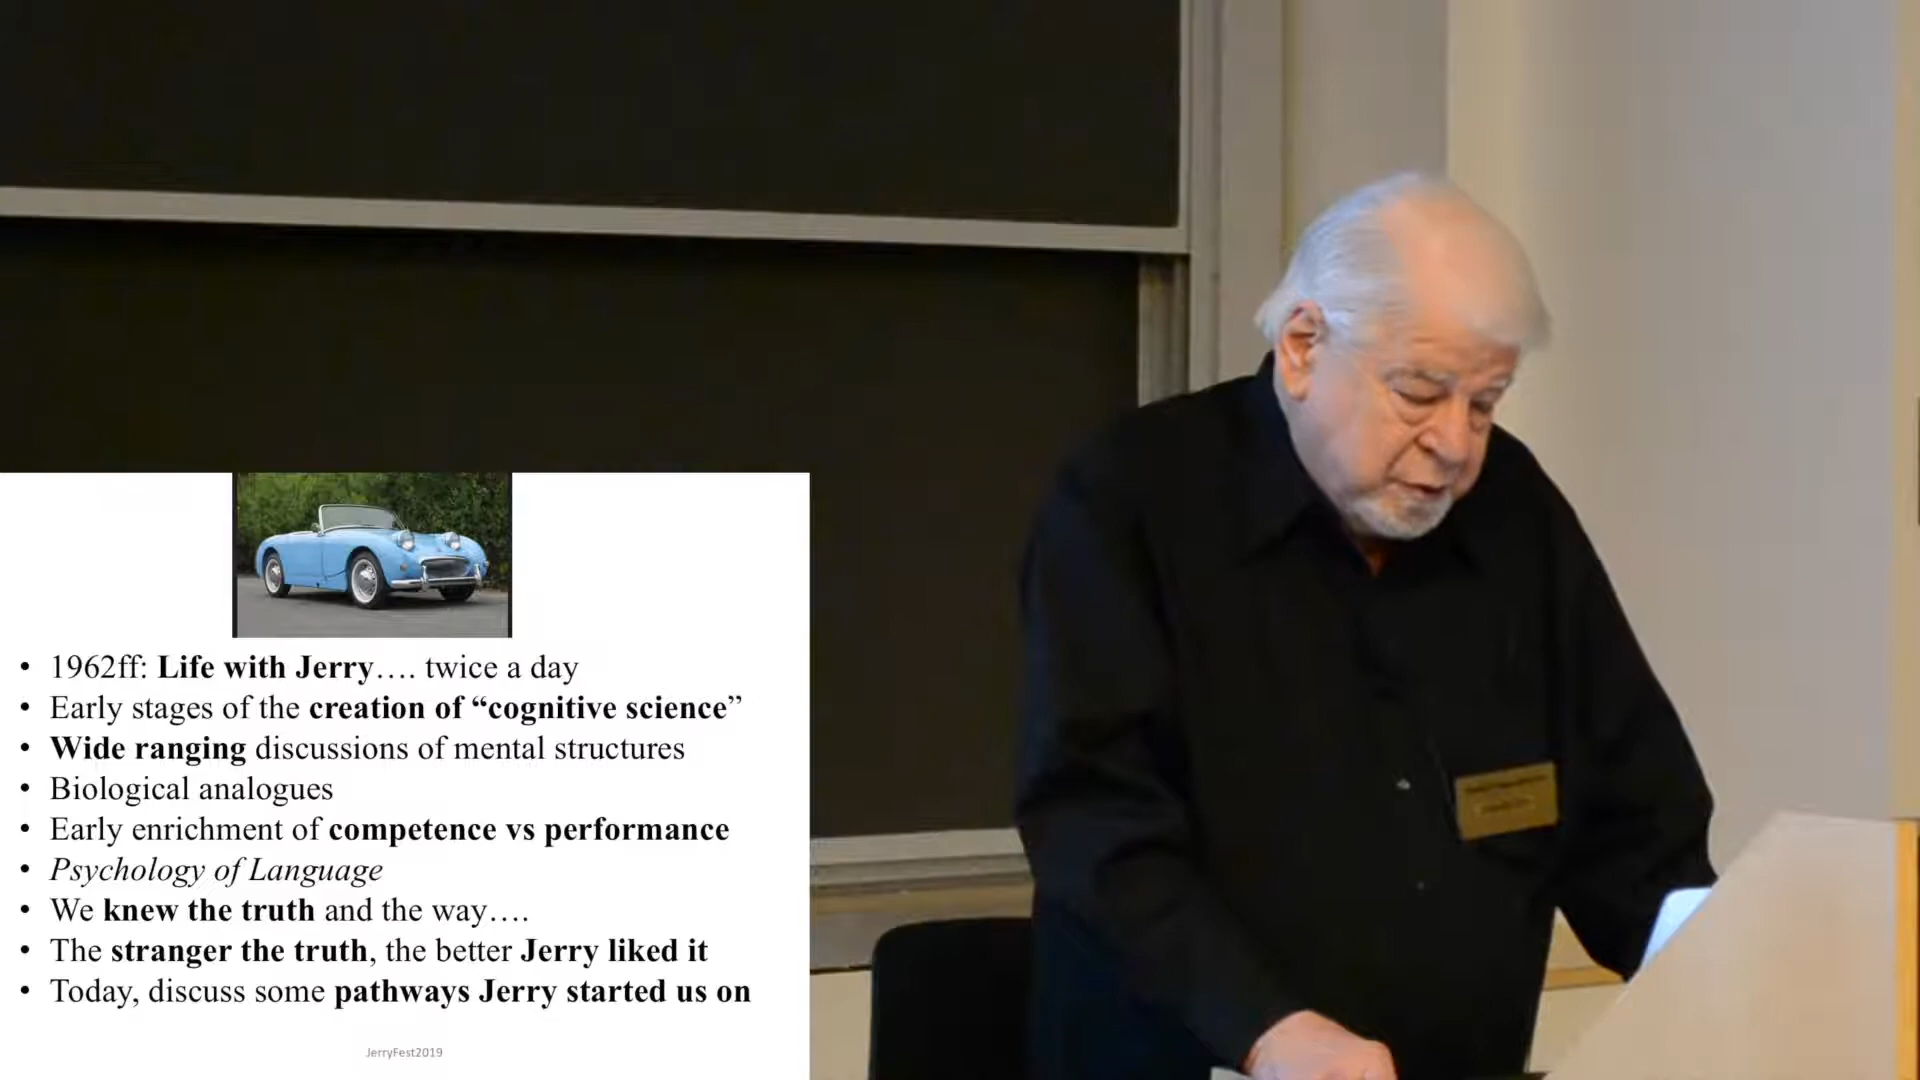 • 1962ff: Life with Jerry…. twice a day
• Early stages of the creation of “cognitive science”
• Wide ranging discussions of mental structures
• Biological analogues
• Early enrichment of competence vs performance
• Psychology of Language
• We knew the truth and the way….
• The stranger the truth, the better Jerry liked it
• Today, discuss some pathways Jerry started us on
JerryFest2019